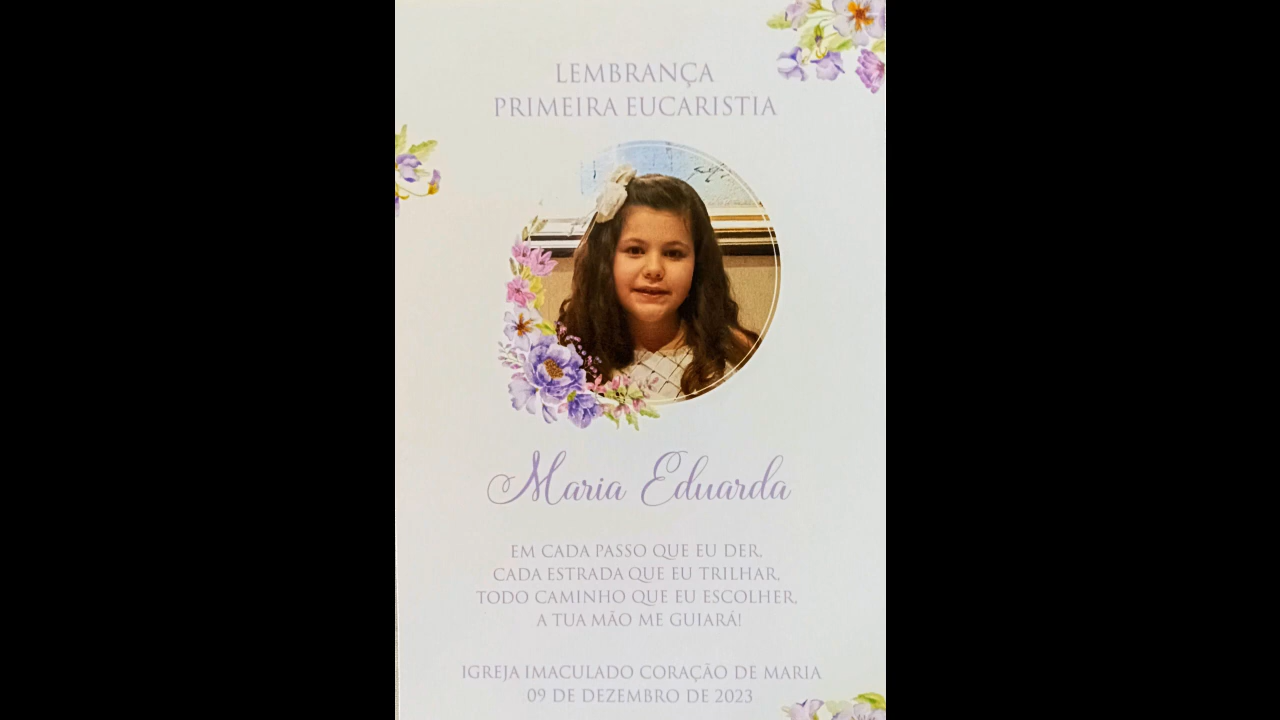 LEMBRANÇA
PRIMEIRA EUCARISTIA
Maria Eduarda
EM CADA PASSO QUE EU DER,
CADA ESTRADA QUE EU TRILHAR,
TODO CAMINHO QUE EU ESCOLHER,
A TUA MÃO ME GUIARÁ!
IGREJA IMACULADO CORAÇÃO DE MARIA
09 DE DEZEMBRO DE 2023